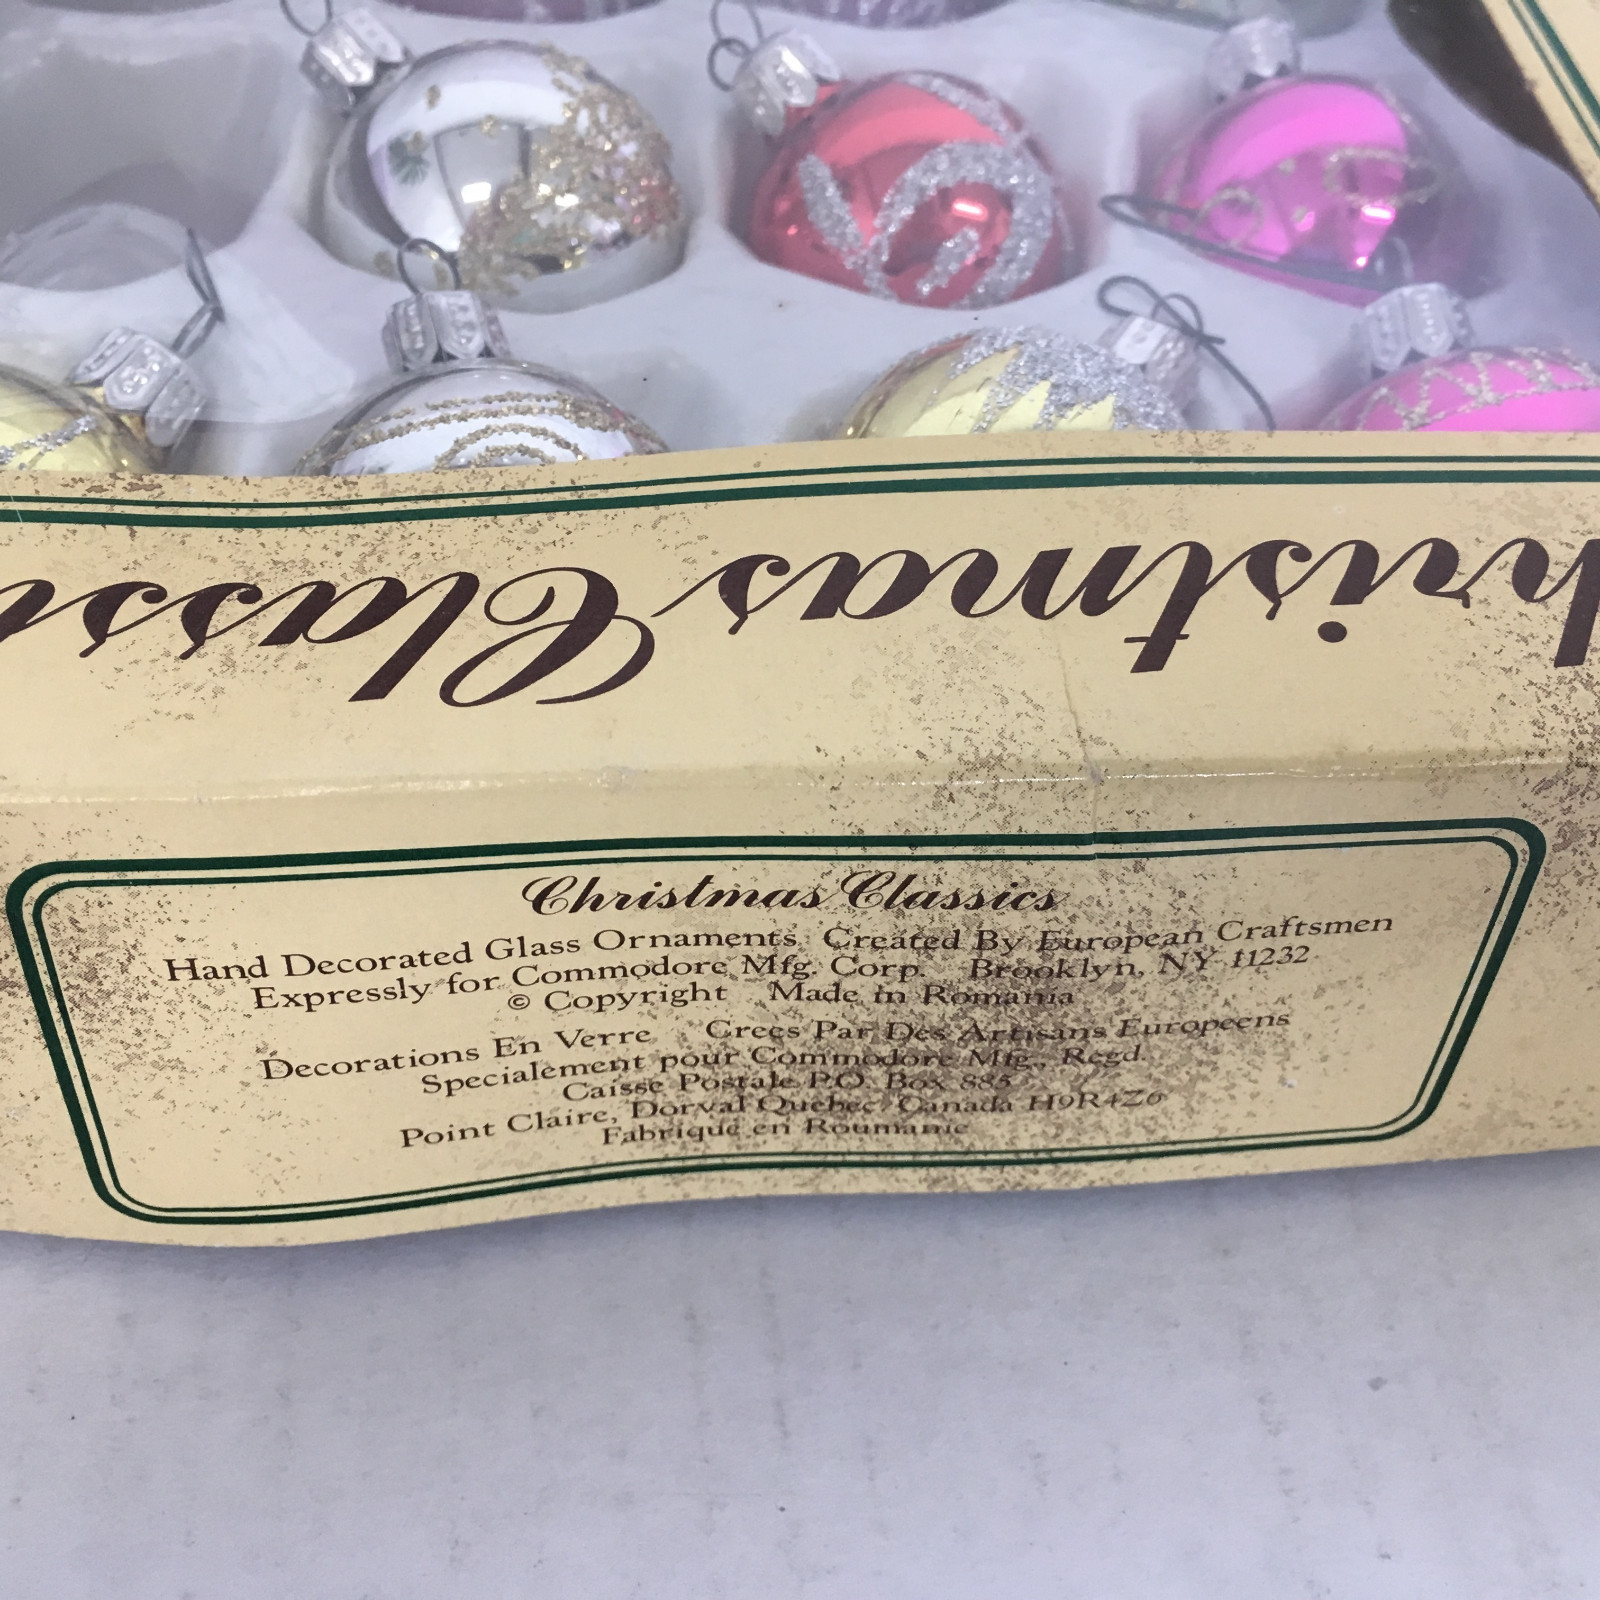 hristmas Classi
Christmas Classics
Hand Decorated Glass Ornaments. Created By European Craftsmen
Expressly for Commodore Mfg. Corp. Brooklyn, NY 11232
© Copyright Made in Romania
Decorations En Verre Crees Par Des Artisans Europeens
Specialement pour Commodore Mfg., Regd.
Caisse Postale P.O. Box 885
Point Claire, Dorval Quebec, Canada H9R4Z6
Fabrique en Roumanie